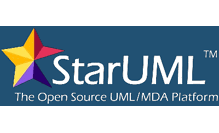 StarUML™
The Open Source UML/MDA Platform